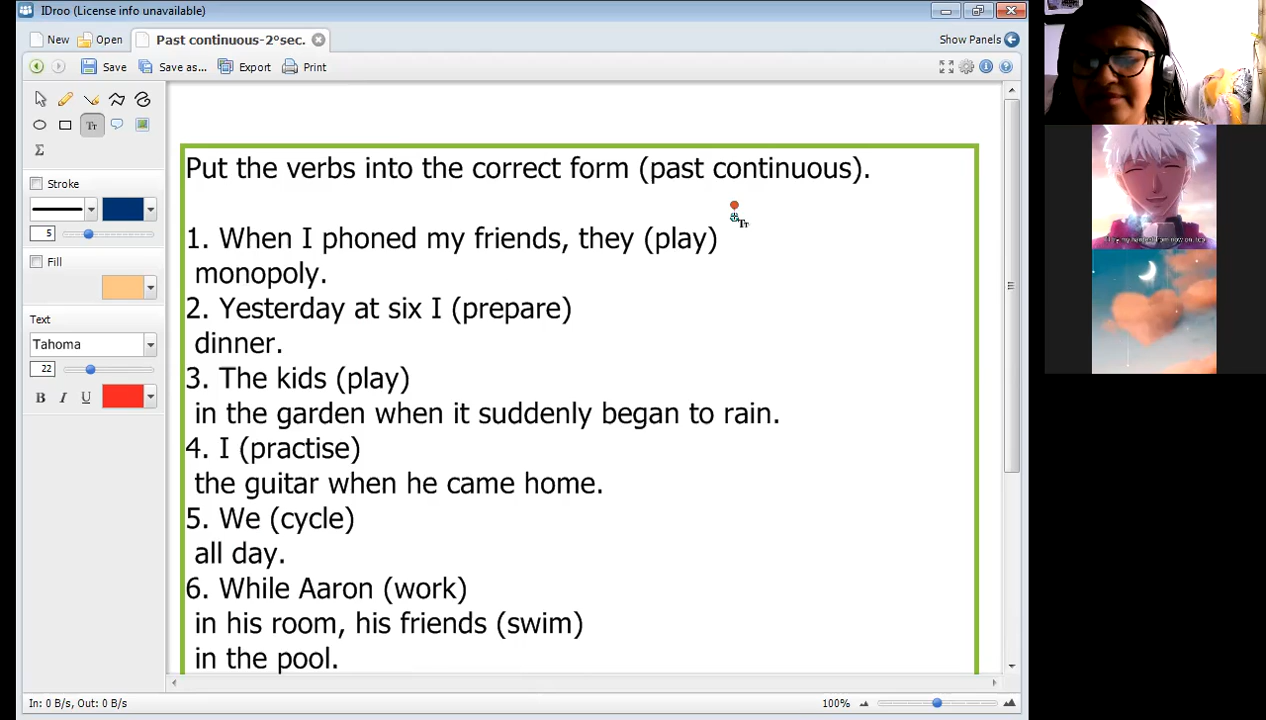 IDroo (License info unavailable)
New Open Past continuous-2°sec. Show Panels
Save Save as... Export Print
Tr
Stroke
5
Fill
Text
Tahoma
22
B I U
Put the verbs into the correct form (past continuous).
Tr
1. When I phoned my friends, they (play)
monopoly.
2. Yesterday at six I (prepare)
dinner.
3. The kids (play)
in the garden when it suddenly began to rain.
4. I (practise)
the guitar when he came home.
5. We (cycle)
all day.
6. While Aaron (work)
in his room, his friends (swim)
in the pool.
In: 0 B/s, Out: 0 B/s 100%